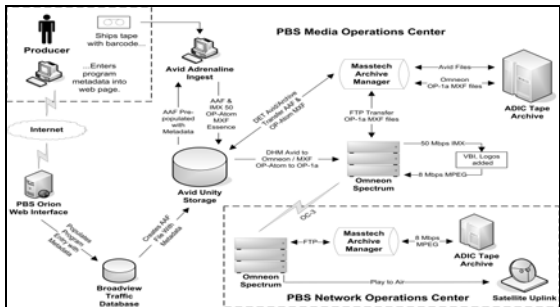 Producer
Ships tape
with barcode...
...Enters
program
metadata into
web page.
PBS Media Operations Center
Avid Adrenaline
Ingest
Masstech
Archive
Manager
Avid Files
Omneon
OP-1a MXF files
ADIC Tape
Archive
Internet
AAF Pre-
populated with
Metadata
AAF &
IMX 50
OP-Atom
MXF
Essence
DET Avid/Archive
Transfer AAF &
OP-Atom MXF
FTP Transfer
OP-1a MXF files
PBS Orion
Web Interface
Avid Unity
Storage
DHM Avid to
Omneon / MXF
OP-Atom to OP-1a
50 Mbps IMX
VBI, Logos
added
8 Mbps MPEG
Omneon
Spectrum
Populates
Program
Entry with
Metadata
Creates AAF
File With
Metadata
Broadview
Traffic
Database
OC-3
Omneon
Spectrum
FTP
Masstech
Archive
Manager
8 Mbps
MPEG
ADIC Tape
Archive
Play to Air
Satellite Uplink
PBS Network Operations Center